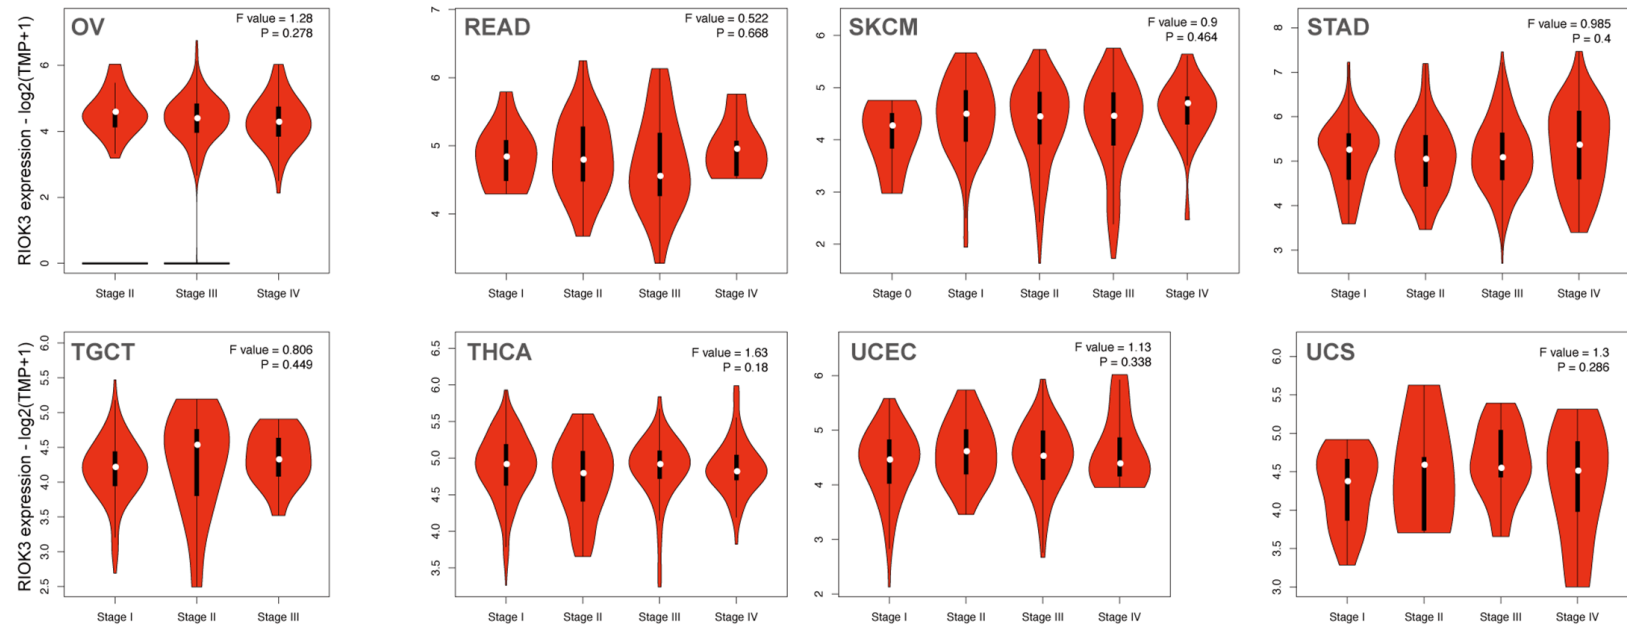 RIOK3 expression - log2(TMP+1)
OV
F value = 1.28
P = 0.278
6
4
2
0
Stage II
Stage III
Stage IV
READ
F value = 0.522
P = 0.668
7
6
5
4
Stage I
Stage II
Stage III
Stage IV
SKCM
F value = 0.9
P = 0.464
6
5
4
3
2
Stage 0
Stage I
Stage II
Stage III
Stage IV
STAD
F value = 0.985
P = 0.4
8
7
6
5
4
3
Stage I
Stage II
Stage III
Stage IV
RIOK3 expression - log2(TMP+1)
TGCT
F value = 0.806
P = 0.449
6.0
5.5
5.0
4.5
4.0
3.5
3.0
2.5
Stage I
Stage II
Stage III
THCA
F value = 1.63
P = 0.18
6.5
6.0
5.5
5.0
4.5
4.0
3.5
Stage I
Stage II
Stage III
Stage IV
UCEC
F value = 1.13
P = 0.338
6
5
4
3
2
Stage I
Stage II
Stage III
Stage IV
UCS
F value = 1.3
P = 0.286
6.0
5.5
5.0
4.5
4.0
3.5
3.0
Stage I
Stage II
Stage III
Stage IV